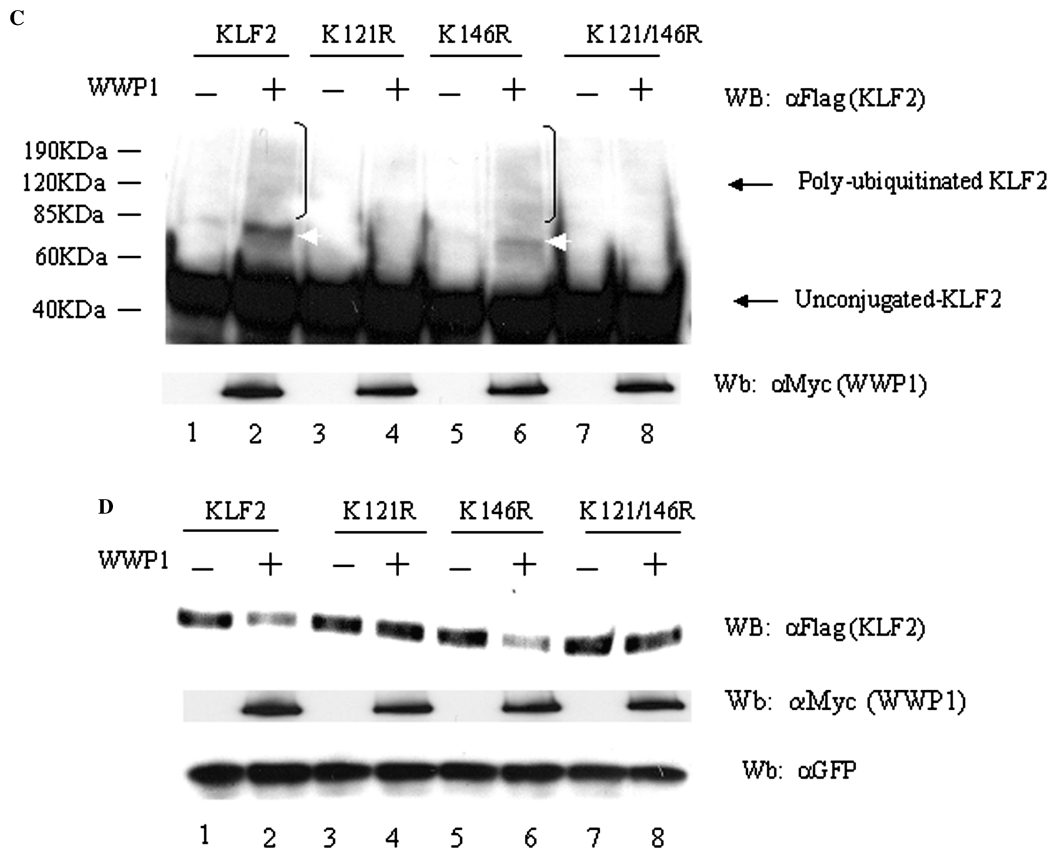 C
KLF2 K121R K146R K121/146R
WWP1 – + – + – + – +
WB: αFlag(KLF2)
190KDa –
120KDa –
Poly-ubiquitinated KLF2
85KDa –
60KDa –
Unconjugated-KLF2
40KDa –
Wb: αMyc(WWP1)
1 2 3 4 5 6 7 8
D
KLF2 K121R K146R K121/146R
WWP1 – + – + – + – +
WB: αFlag(KLF2)
Wb: αMyc (WWP1)
Wb: αGFP
1 2 3 4 5 6 7 8